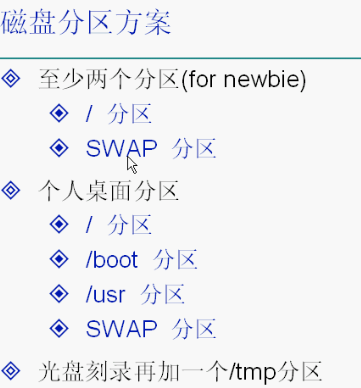 磁盘分区方案
至少两个分区(for newbie)
/ 分区
SWAP 分区
个人桌面分区
/ 分区
/boot 分区
/usr 分区
SWAP 分区
光盘刻录再加一个/tmp分区